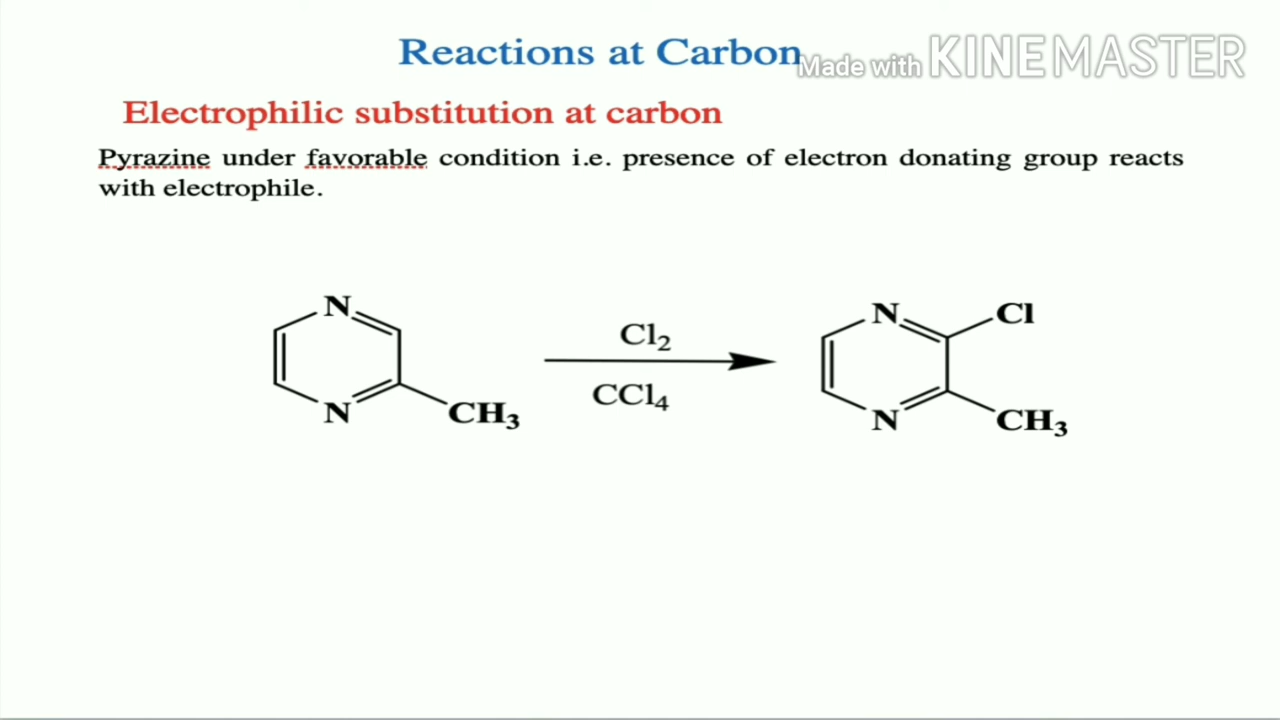 Reactions at Carbon
Made with KINEMASTER
Electrophilic substitution at carbon
Pyrazine under favorable condition i.e. presence of electron donating group reacts
with electrophile.
N
N
CH₃
Cl₂
CCl₄
N
Cl
N
CH₃